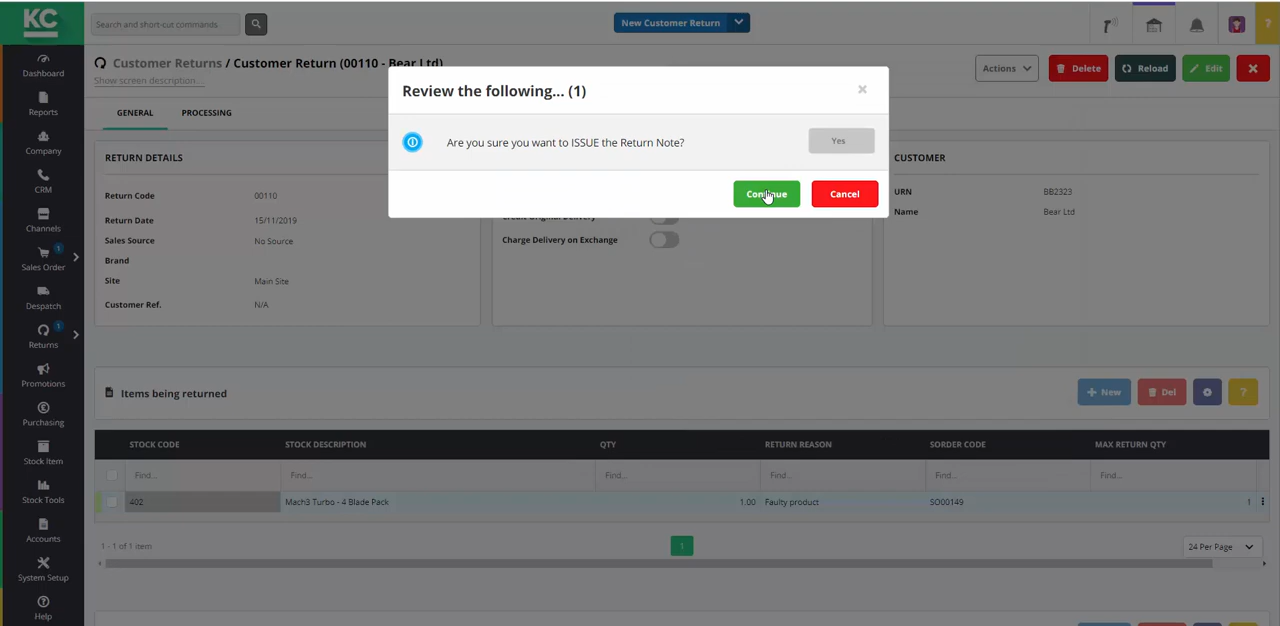 KC
Search and short-cut commands
New Customer Return
?
Customer Returns / Customer Return (00110 - Bear Ltd)
Show screen description...
Actions
Delete
Reload
Edit
GENERAL
PROCESSING
Review the following... (1)
×
Are you sure you want to ISSUE the Return Note?
Yes
Continue
Cancel
RETURN DETAILS
Return Code 00110
Return Date 15/11/2019
Sales Source No Source
Brand
Site Main Site
Customer Ref. N/A
Credit Original Delivery
Charge Delivery on Exchange
CUSTOMER
URN BB2323
Name Bear Ltd
Dashboard
Reports
Company
CRM
Channels
Sales Order 1
Despatch
Returns 1
Promotions
Purchasing
Stock Item
Stock Tools
Accounts
System Setup
Help
Items being returned
+ New
Del
?
STOCK CODE STOCK DESCRIPTION QTY RETURN REASON SORDER CODE MAX RETURN QTY
Find... Find... Find... Find... Find... Find...
402 Mach3 Turbo - 4 Blade Pack 1.00 Faulty product SO00149 1
1 - 1 of 1 item
1
24 Per Page